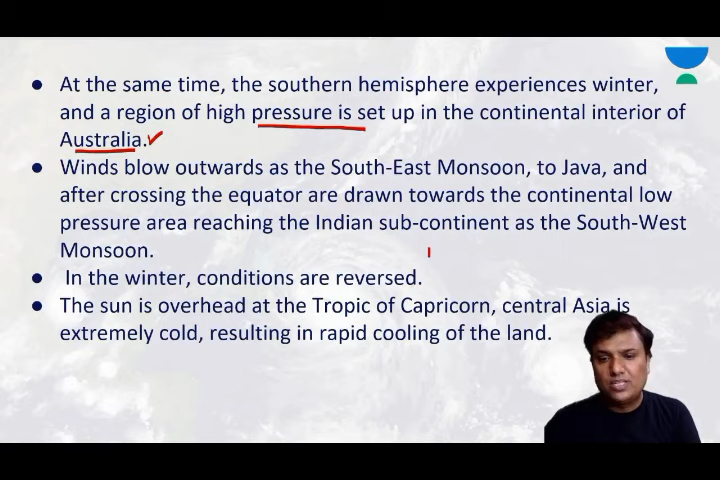 ● At the same time, the southern hemisphere experiences winter,
and a region of high pressure is set up in the continental interior of
Australia.
● Winds blow outwards as the South-East Monsoon, to Java, and
after crossing the equator are drawn towards the continental low
pressure area reaching the Indian sub-continent as the South-West
Monsoon.
● In the winter, conditions are reversed.
● The sun is overhead at the Tropic of Capricorn, central Asia is
extremely cold, resulting in rapid cooling of the land.